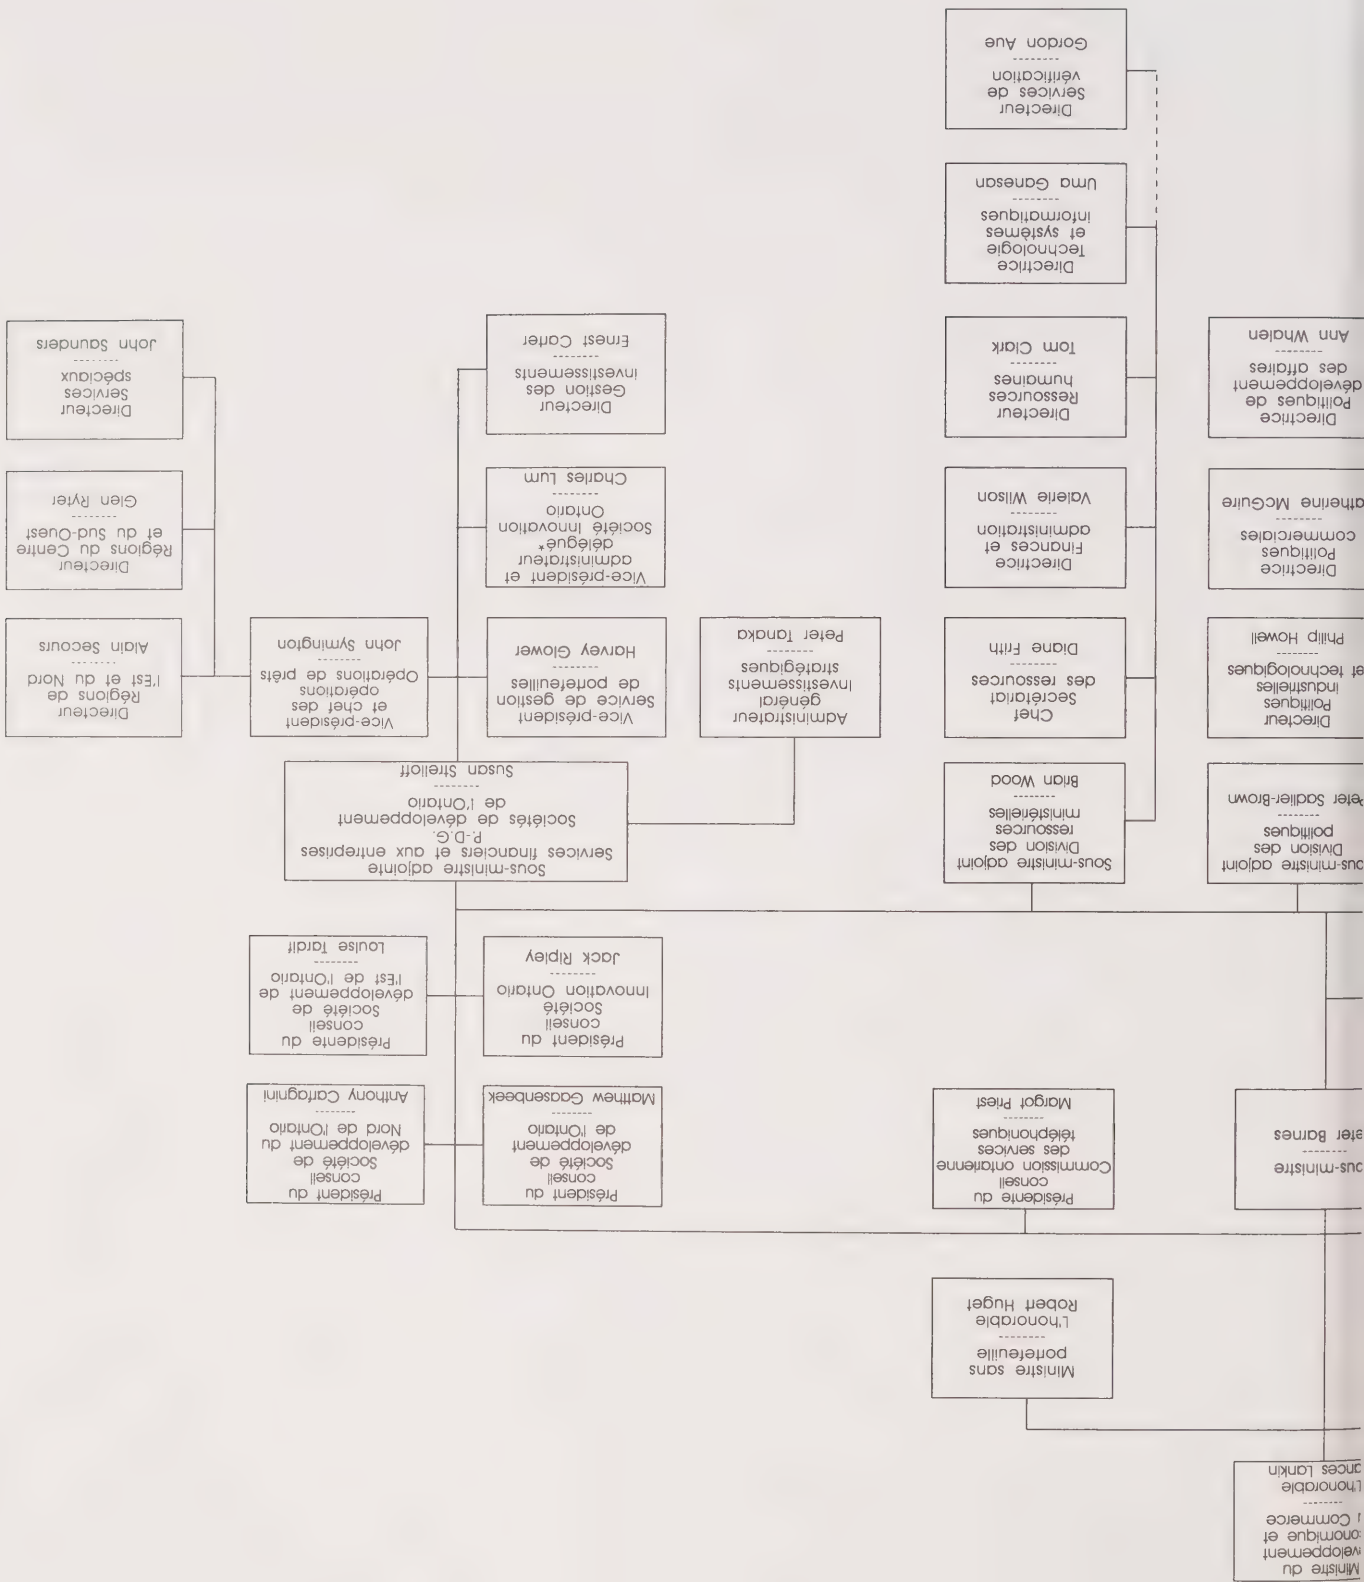 Ministre du
veloppement
onomique et
Commerce
--------
L'honorable
ances Lankin
Ministre sans
portefeuille
--------
L'honorable
Robert Huget
ous-ministre
--------
eter Barnes
Présidente du
conseil
Commission ontarienne
des services
téléphoniques
--------
Margot Priest
Président du
conseil
Société de
développement
de l'Ontario
--------
Matthew Gaasenbeek
Président du
conseil
Société de
développement du
Nord de l'Ontario
--------
Anthony Carfagnini
Président du
conseil
Société
Innovation Ontario
--------
Jack Ripley
Présidente du
conseil
Société de
développement de
l'Est de l'Ontario
--------
Louise Tardif
ous-ministre adjoint
Division des
politiques
--------
Peter Sadlier-Brown
Sous-ministre adjoint
Division des
ressources
ministérielles
--------
Brian Wood
Sous-ministre adjointe
Services financiers et aux entreprises
P.-D.G.
Sociétés de développement
de l'Ontario
--------
Susan Strelioff
Directeur
Politiques
industrielles
et technologiques
--------
Philip Howell
Chef
Secrétariat
des ressources
--------
Diane Frith
Administrateur
général
Investissements
stratégiques
--------
Peter Tanaka
Vice-président
Service de gestion
de portefeuilles
--------
Harvey Glower
Vice-président
et chef des
opérations
Opérations de prêts
--------
John Symington
Directeur
Régions de
l'Est et du Nord
--------
Alain Secours
Directrice
Politiques
commerciales
--------
atherine McGuire
Directrice
Finances et
administration
--------
Valerie Wilson
Vice-président et
administrateur
délégué*
Société Innovation
Ontario
--------
Charles Lum
Directeur
Régions du Centre
et du Sud-Ouest
--------
Glen Ryter
Directrice
Politiques de
développement
des affaires
--------
Ann Whalen
Directeur
Ressources
humaines
--------
Tom Clark
Directeur
Gestion des
investissements
--------
Ernest Carter
Directeur
Services
spéciaux
--------
John Saunders
Directrice
Technologie
et systèmes
informatiques
--------
Uma Ganesan
Directeur
Services de
vérification
--------
Gordon Aue